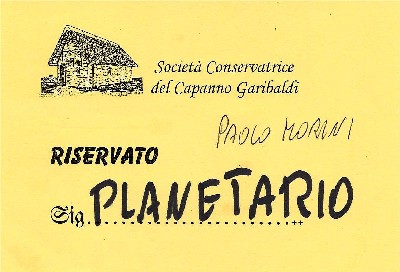 Società Conservatrice
del Capanno Garibaldi
PAOLO MORINI
RISERVATO
Sig. PLANETARIO